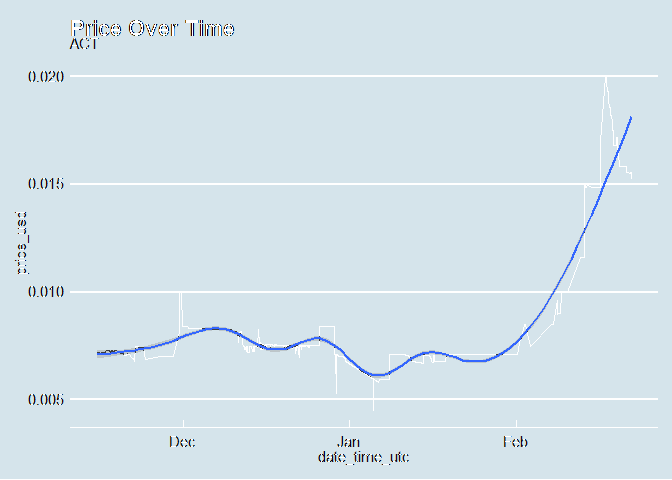 Price Over Time
ACT
0.020
0.015
0.010
0.005
price_usd
Dec
Jan
Feb
date_time_utc